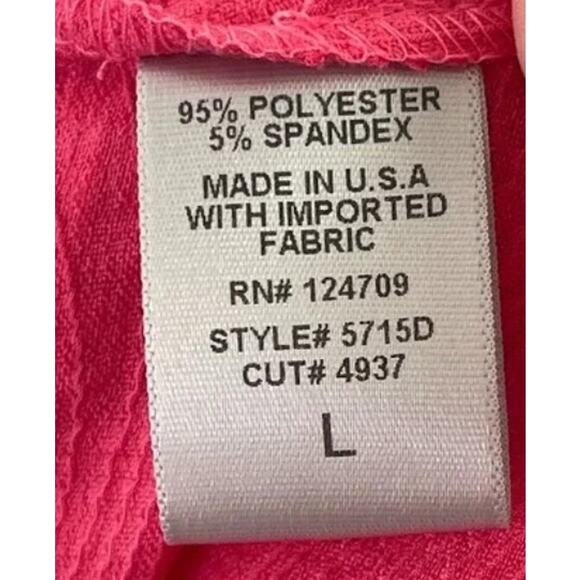 95% POLYESTER
5% SPANDEX
MADE IN U.S.A
WITH IMPORTED
FABRIC
RN# 124709
STYLE# 5715D
CUT# 4937
L